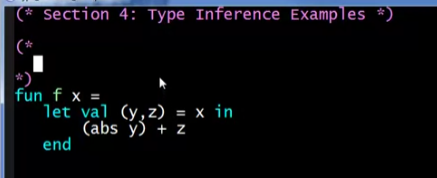 (* Section 4: Type Inference Examples *)
(*
*)
fun f x =
let val (y,z) = x in
(abs y) + z
end